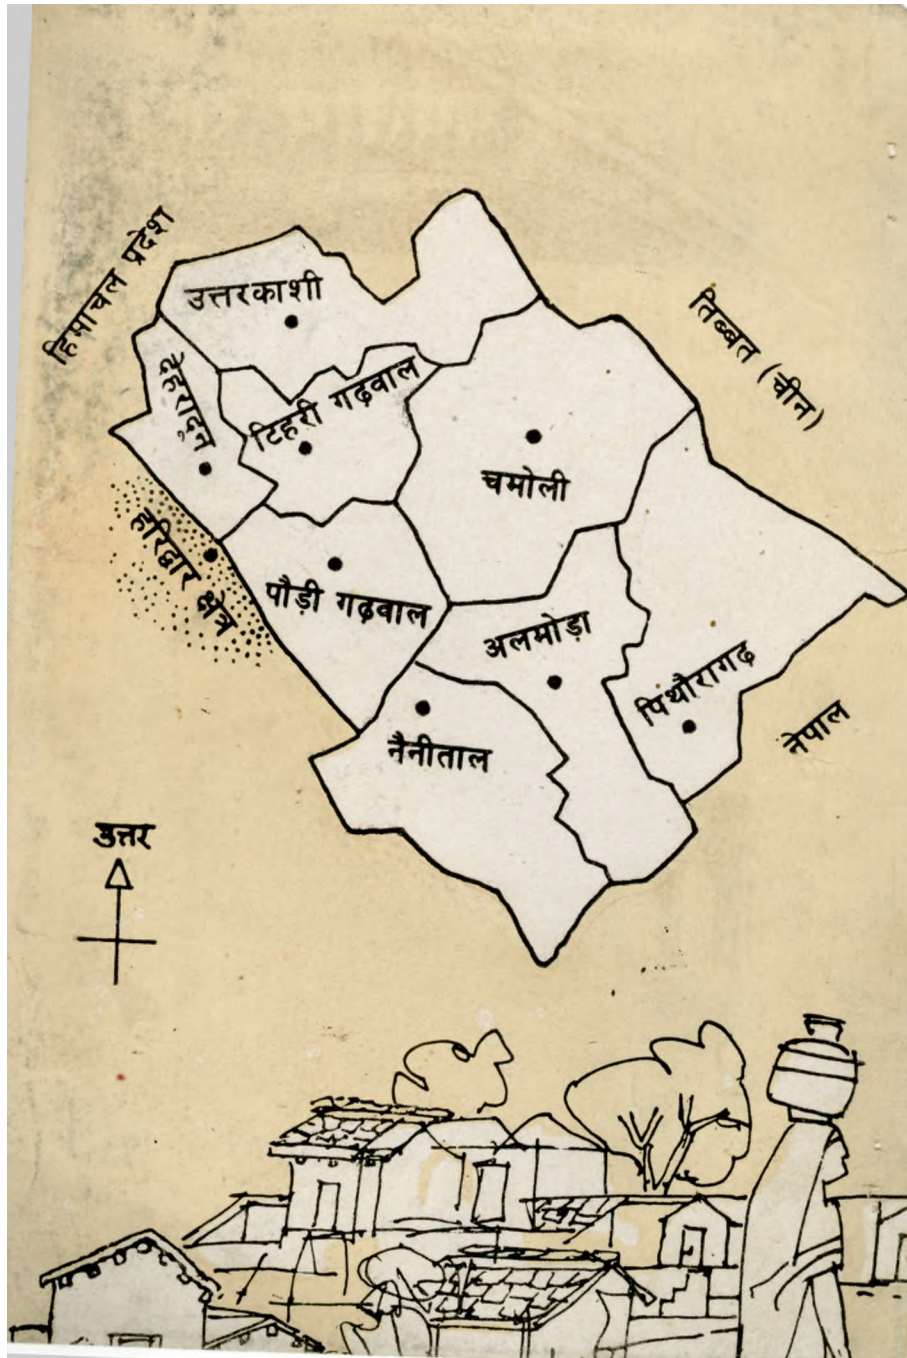 हिमाचल प्रदेश
उत्तरकाशी
तिब्बत (चीन)
देहरादून
टिहरी गढ़वाल
चमोली
हरिद्वार क्षेत्र
पौड़ी गढ़वाल
अलमोड़ा
पिथौरागढ़
नैनीताल
नेपाल
उत्तर